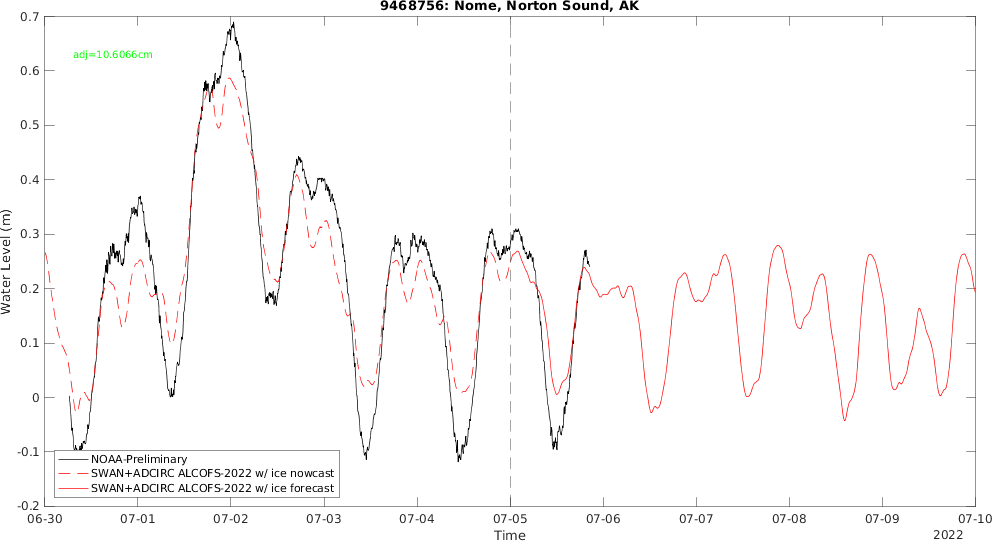 9468756: Nome, Norton Sound, AK
adj=10.6066cm
Water Level (m)
0.7
0.6
0.5
0.4
0.3
0.2
0.1
0
-0.1
-0.2
NOAA-Preliminary
SWAN+ADCIRC ALCOFS-2022 w/ ice nowcast
SWAN+ADCIRC ALCOFS-2022 w/ ice forecast
06-30 07-01 07-02 07-03 07-04 07-05 07-06 07-07 07-08 07-09 07-10
Time
2022